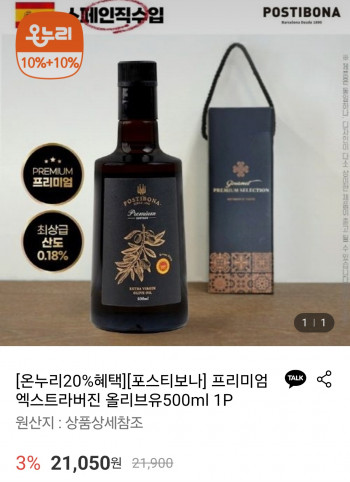 스페인직수입
POSTIBONA
Barcelona Desde 1890
온누리
10%+10%
PREMIUM
프리미엄
최상급
산도
0.18%
POSTIBONA
Premium
EXTRA VIRGIN
OLIVE OIL
500ml
Gourmet
PREMIUM SELECTION
1 | 1
[온누리20%혜택][포스티보나] 프리미엄
엑스트라버진 올리브유500ml 1P
TALK
원산지 : 상품상세참조
3% 21,050원 21,900